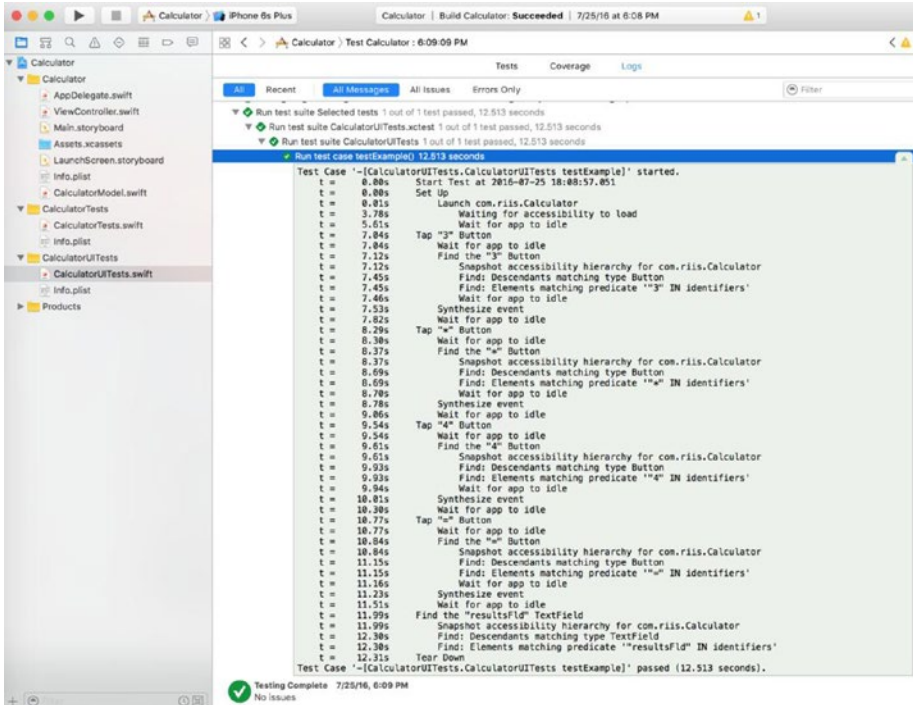 Calculator
iPhone 6s Plus
Calculator | Build Calculator: Succeeded | 7/25/16 at 6:08 PM
1
Calculator
Calculator
AppDelegate.swift
ViewController.swift
Main.storyboard
Assets.xcassets
LaunchScreen.storyboard
Info.plist
CalculatorModel.swift
CalculatorTests
CalculatorTests.swift
Info.plist
CalculatorUITests
CalculatorUITests.swift
Info.plist
Products
Filter
Calculator Test Calculator : 6:09:09 PM
Tests Coverage Logs
All Recent All Messages All Issues Errors Only Filter
Run test suite Selected tests 1 out of 1 test passed, 12.513 seconds
Run test suite CalculatorUITests.xctest 1 out of 1 test passed, 12.513 seconds
Run test suite CalculatorUITests 1 out of 1 test passed, 12.513 seconds
Run test case testExample() 12.513 seconds
Test Case '-[CalculatorUITests.CalculatorUITests testExample]' started.
t = 0.00s Start Test at 2016-07-25 18:08:57.051
t = 0.00s Set Up
t = 0.01s Launch com.riis.Calculator
t = 3.78s Waiting for accessibility to load
t = 5.61s Wait for app to idle
t = 7.04s Tap "3" Button
t = 7.04s Wait for app to idle
t = 7.12s Find the "3" Button
t = 7.12s Snapshot accessibility hierarchy for com.riis.Calculator
t = 7.45s Find: Descendants matching type Button
t = 7.45s Find: Elements matching predicate '"3" IN identifiers'
t = 7.46s Wait for app to idle
t = 7.53s Synthesize event
t = 7.82s Wait for app to idle
t = 8.29s Tap "*" Button
t = 8.30s Wait for app to idle
t = 8.37s Find the "*" Button
t = 8.37s Snapshot accessibility hierarchy for com.riis.Calculator
t = 8.69s Find: Descendants matching type Button
t = 8.69s Find: Elements matching predicate '"*" IN identifiers'
t = 8.70s Wait for app to idle
t = 8.78s Synthesize event
t = 9.06s Wait for app to idle
t = 9.54s Tap "4" Button
t = 9.54s Wait for app to idle
t = 9.61s Find the "4" Button
t = 9.61s Snapshot accessibility hierarchy for com.riis.Calculator
t = 9.93s Find: Descendants matching type Button
t = 9.93s Find: Elements matching predicate '"4" IN identifiers'
t = 9.94s Wait for app to idle
t = 10.01s Synthesize event
t = 10.30s Wait for app to idle
t = 10.77s Tap "=" Button
t = 10.77s Wait for app to idle
t = 10.84s Find the "=" Button
t = 10.84s Snapshot accessibility hierarchy for com.riis.Calculator
t = 11.15s Find: Descendants matching type Button
t = 11.15s Find: Elements matching predicate '"=" IN identifiers'
t = 11.16s Wait for app to idle
t = 11.23s Synthesize event
t = 11.51s Wait for app to idle
t = 11.99s Find the "resultsFld" TextField
t = 11.99s Snapshot accessibility hierarchy for com.riis.Calculator
t = 12.30s Find: Descendants matching type TextField
t = 12.30s Find: Elements matching predicate '"resultsFld" IN identifiers'
t = 12.31s Tear Down
Test Case '-[CalculatorUITests.CalculatorUITests testExample]' passed (12.513 seconds).
Testing Complete 7/25/16, 6:09 PM
No issues